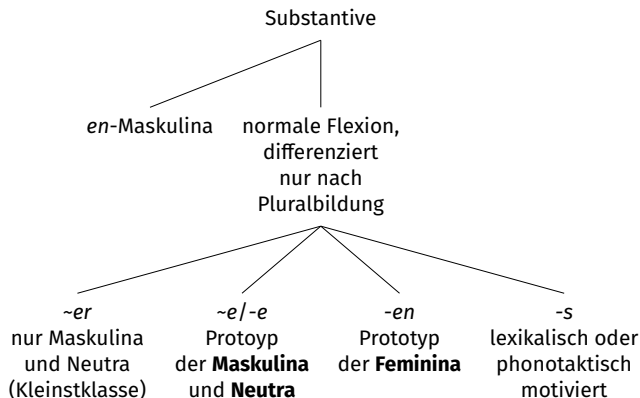 Substantive
en-Maskulina
normale Flexion,
differenziert
nur nach
Pluralbildung
~er
nur Maskulina
und Neutra
(Kleinstklasse)
~e/-e
Protoyp
der Maskulina
und Neutra
-en
Prototyp
der Feminina
-s
lexikalisch oder
phonotaktisch
motiviert